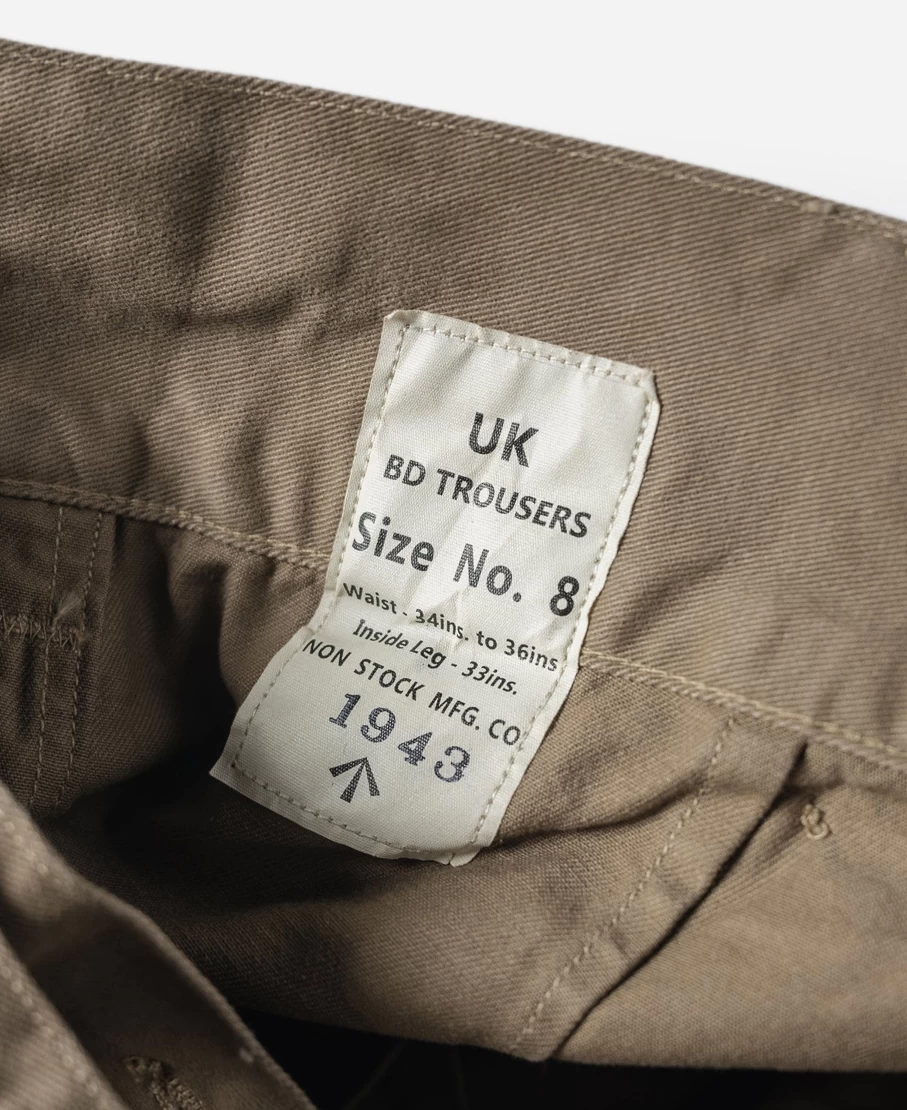 UK
BD TROUSERS
Size No. 8
Waist - 34ins. to 36ins
Inside Leg - 33ins.
NON STOCK MFG. CO
1943